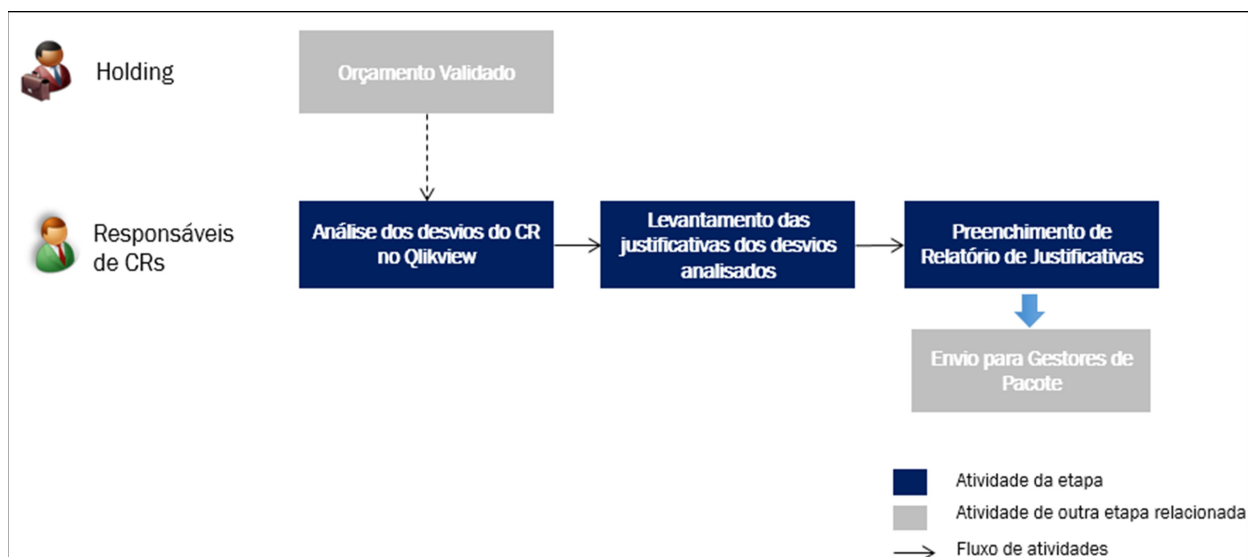 Holding
Orçamento Validado
Responsáveis
de CRs
Análise dos desvios do CR
no Qlikview
Levantamento das
justificativas dos desvios
analisados
Preenchimento de
Relatório de Justificativas
Envio para Gestores de
Pacote
Atividade da etapa
Atividade de outra etapa relacionada
Fluxo de atividades